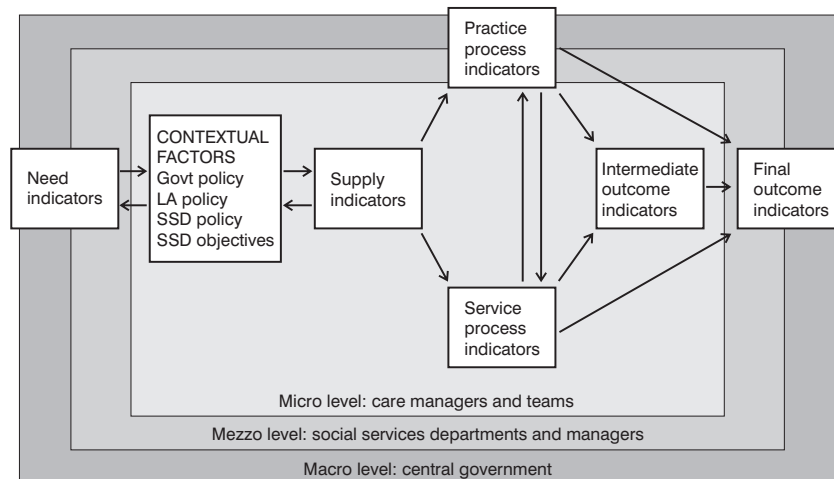 Practice
process
indicators
CONTEXTUAL
FACTORS
Govt policy
LA policy
SSD policy
SSD objectives
Need
indicators
Supply
indicators
Intermediate
outcome
indicators
Final
outcome
indicators
Service
process
indicators
Micro level: care managers and teams
Mezzo level: social services departments and managers
Macro level: central government